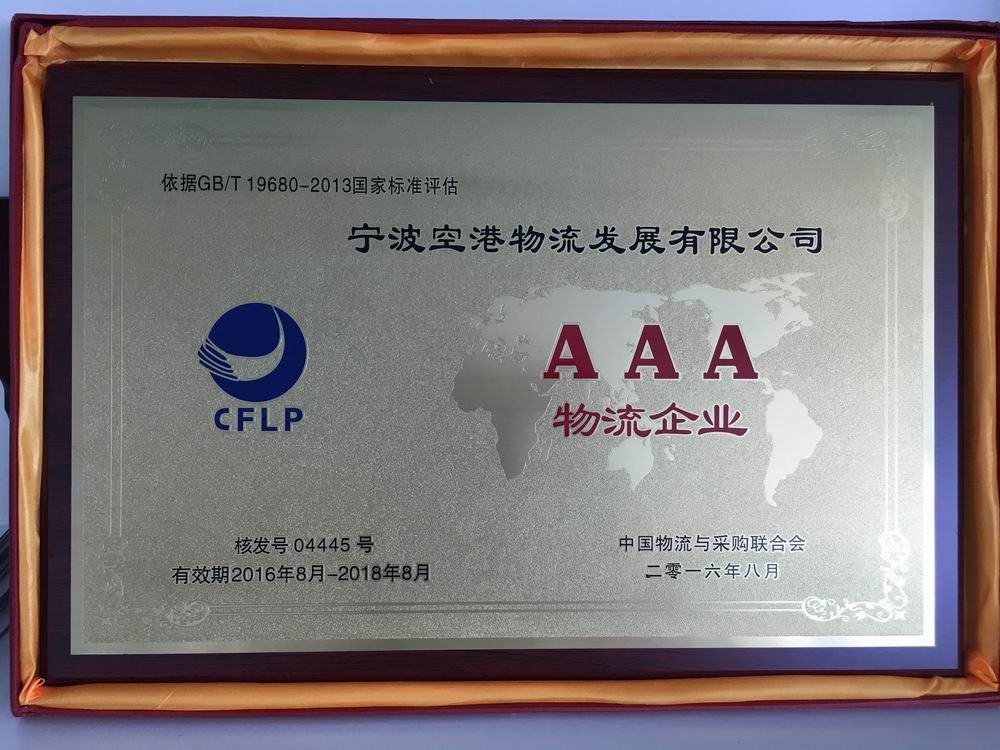 依据GB/T 19680-2013国家标准评估
宁波空港物流发展有限公司
AAA
物流企业
CFLP
核发号 04445 号
有效期2016年8月-2018年8月
中国物流与采购联合会
二零一六年八月